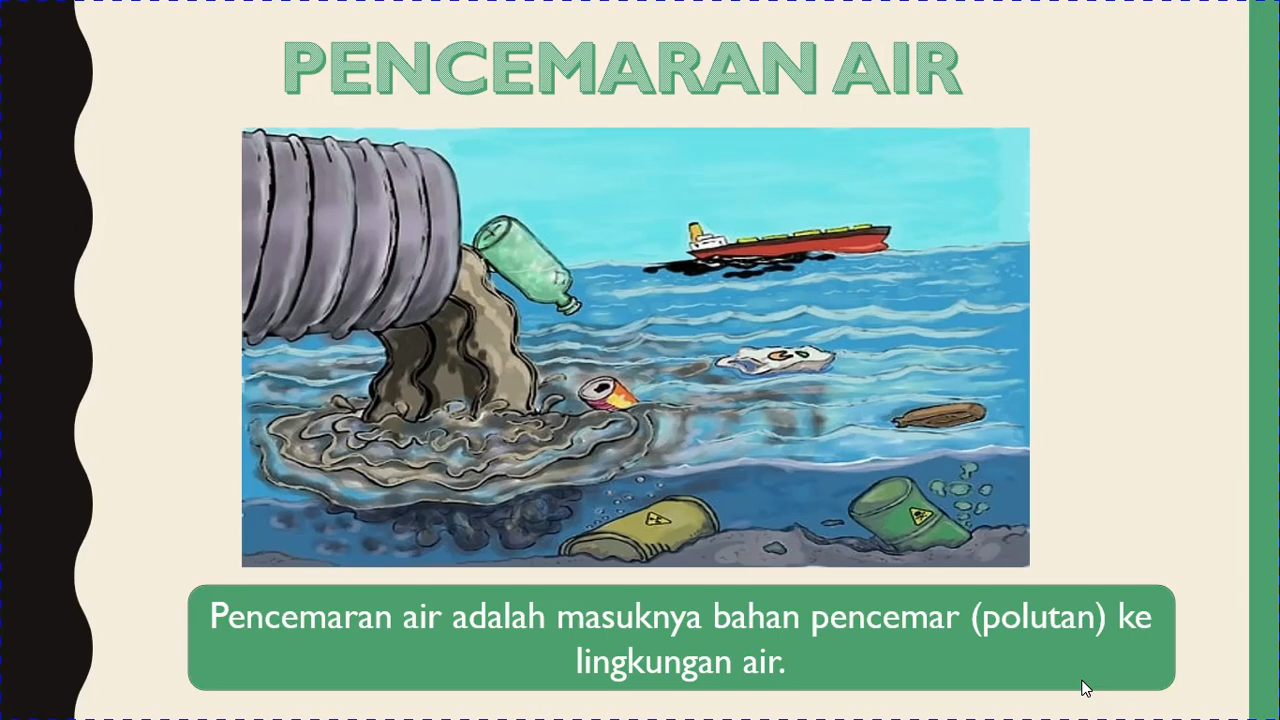 PENCEMARAN AIR
Pencemaran air adalah masuknya bahan pencemar (polutan) ke
lingkungan air.